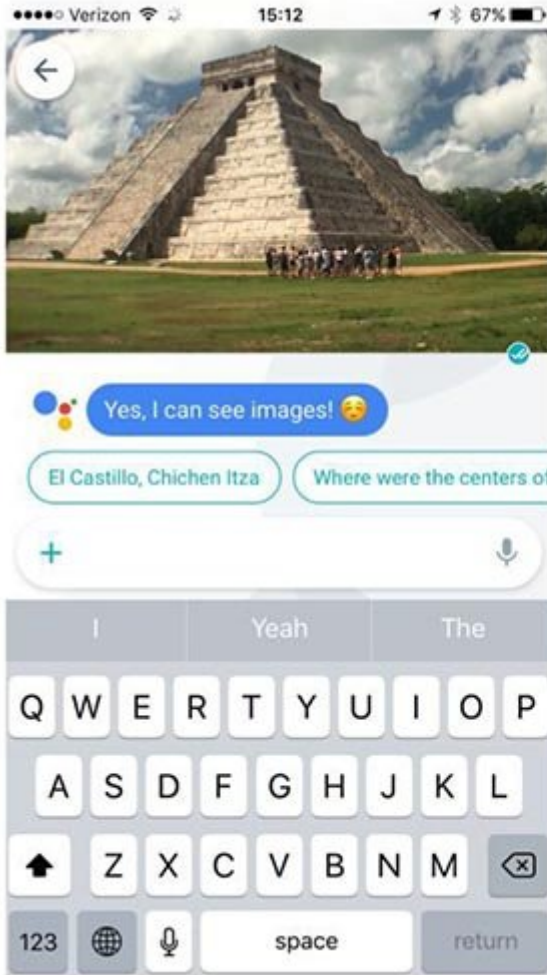 Verizon 15:12 67%
Yes, I can see images! ☺️
El Castillo, Chichen Itza Where were the centers of
I Yeah The
Q W E R T Y U I O P
A S D F G H J K L
Z X C V B N M
123 space return